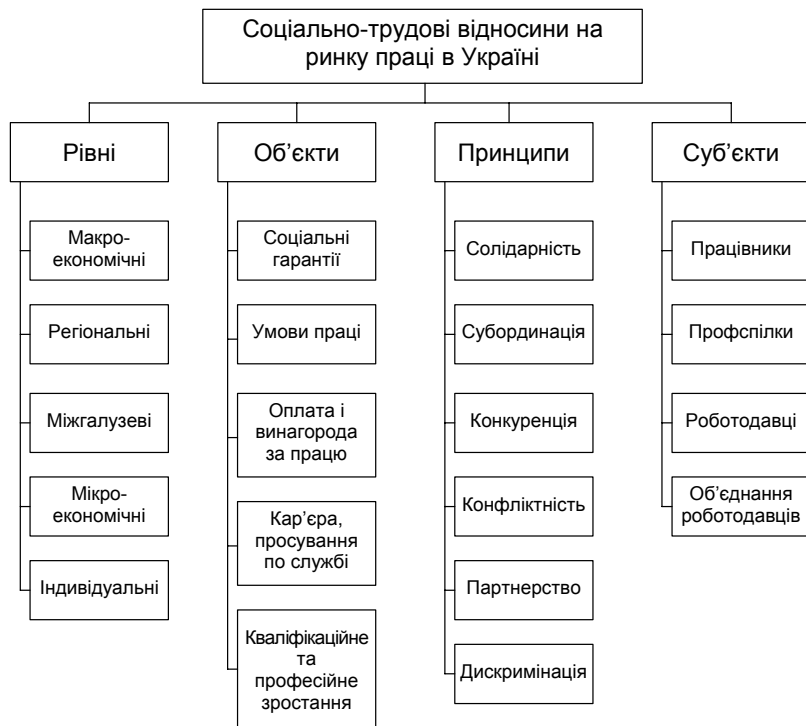 Соціально-трудові відносини на
ринку праці в Україні
Рівні
Макро-
економічні
Регіональні
Міжгалузеві
Мікро-
економічні
Індивідуальні
Об’єкти
Соціальні
гарантії
Умови праці
Оплата і
винагорода
за працю
Кар’єра,
просування
по службі
Кваліфікаційне
та
професійне
зростання
Принципи
Солідарність
Субординація
Конкуренція
Конфліктність
Партнерство
Дискримінація
Суб’єкти
Працівники
Профспілки
Роботодавці
Об’єднання
роботодавців